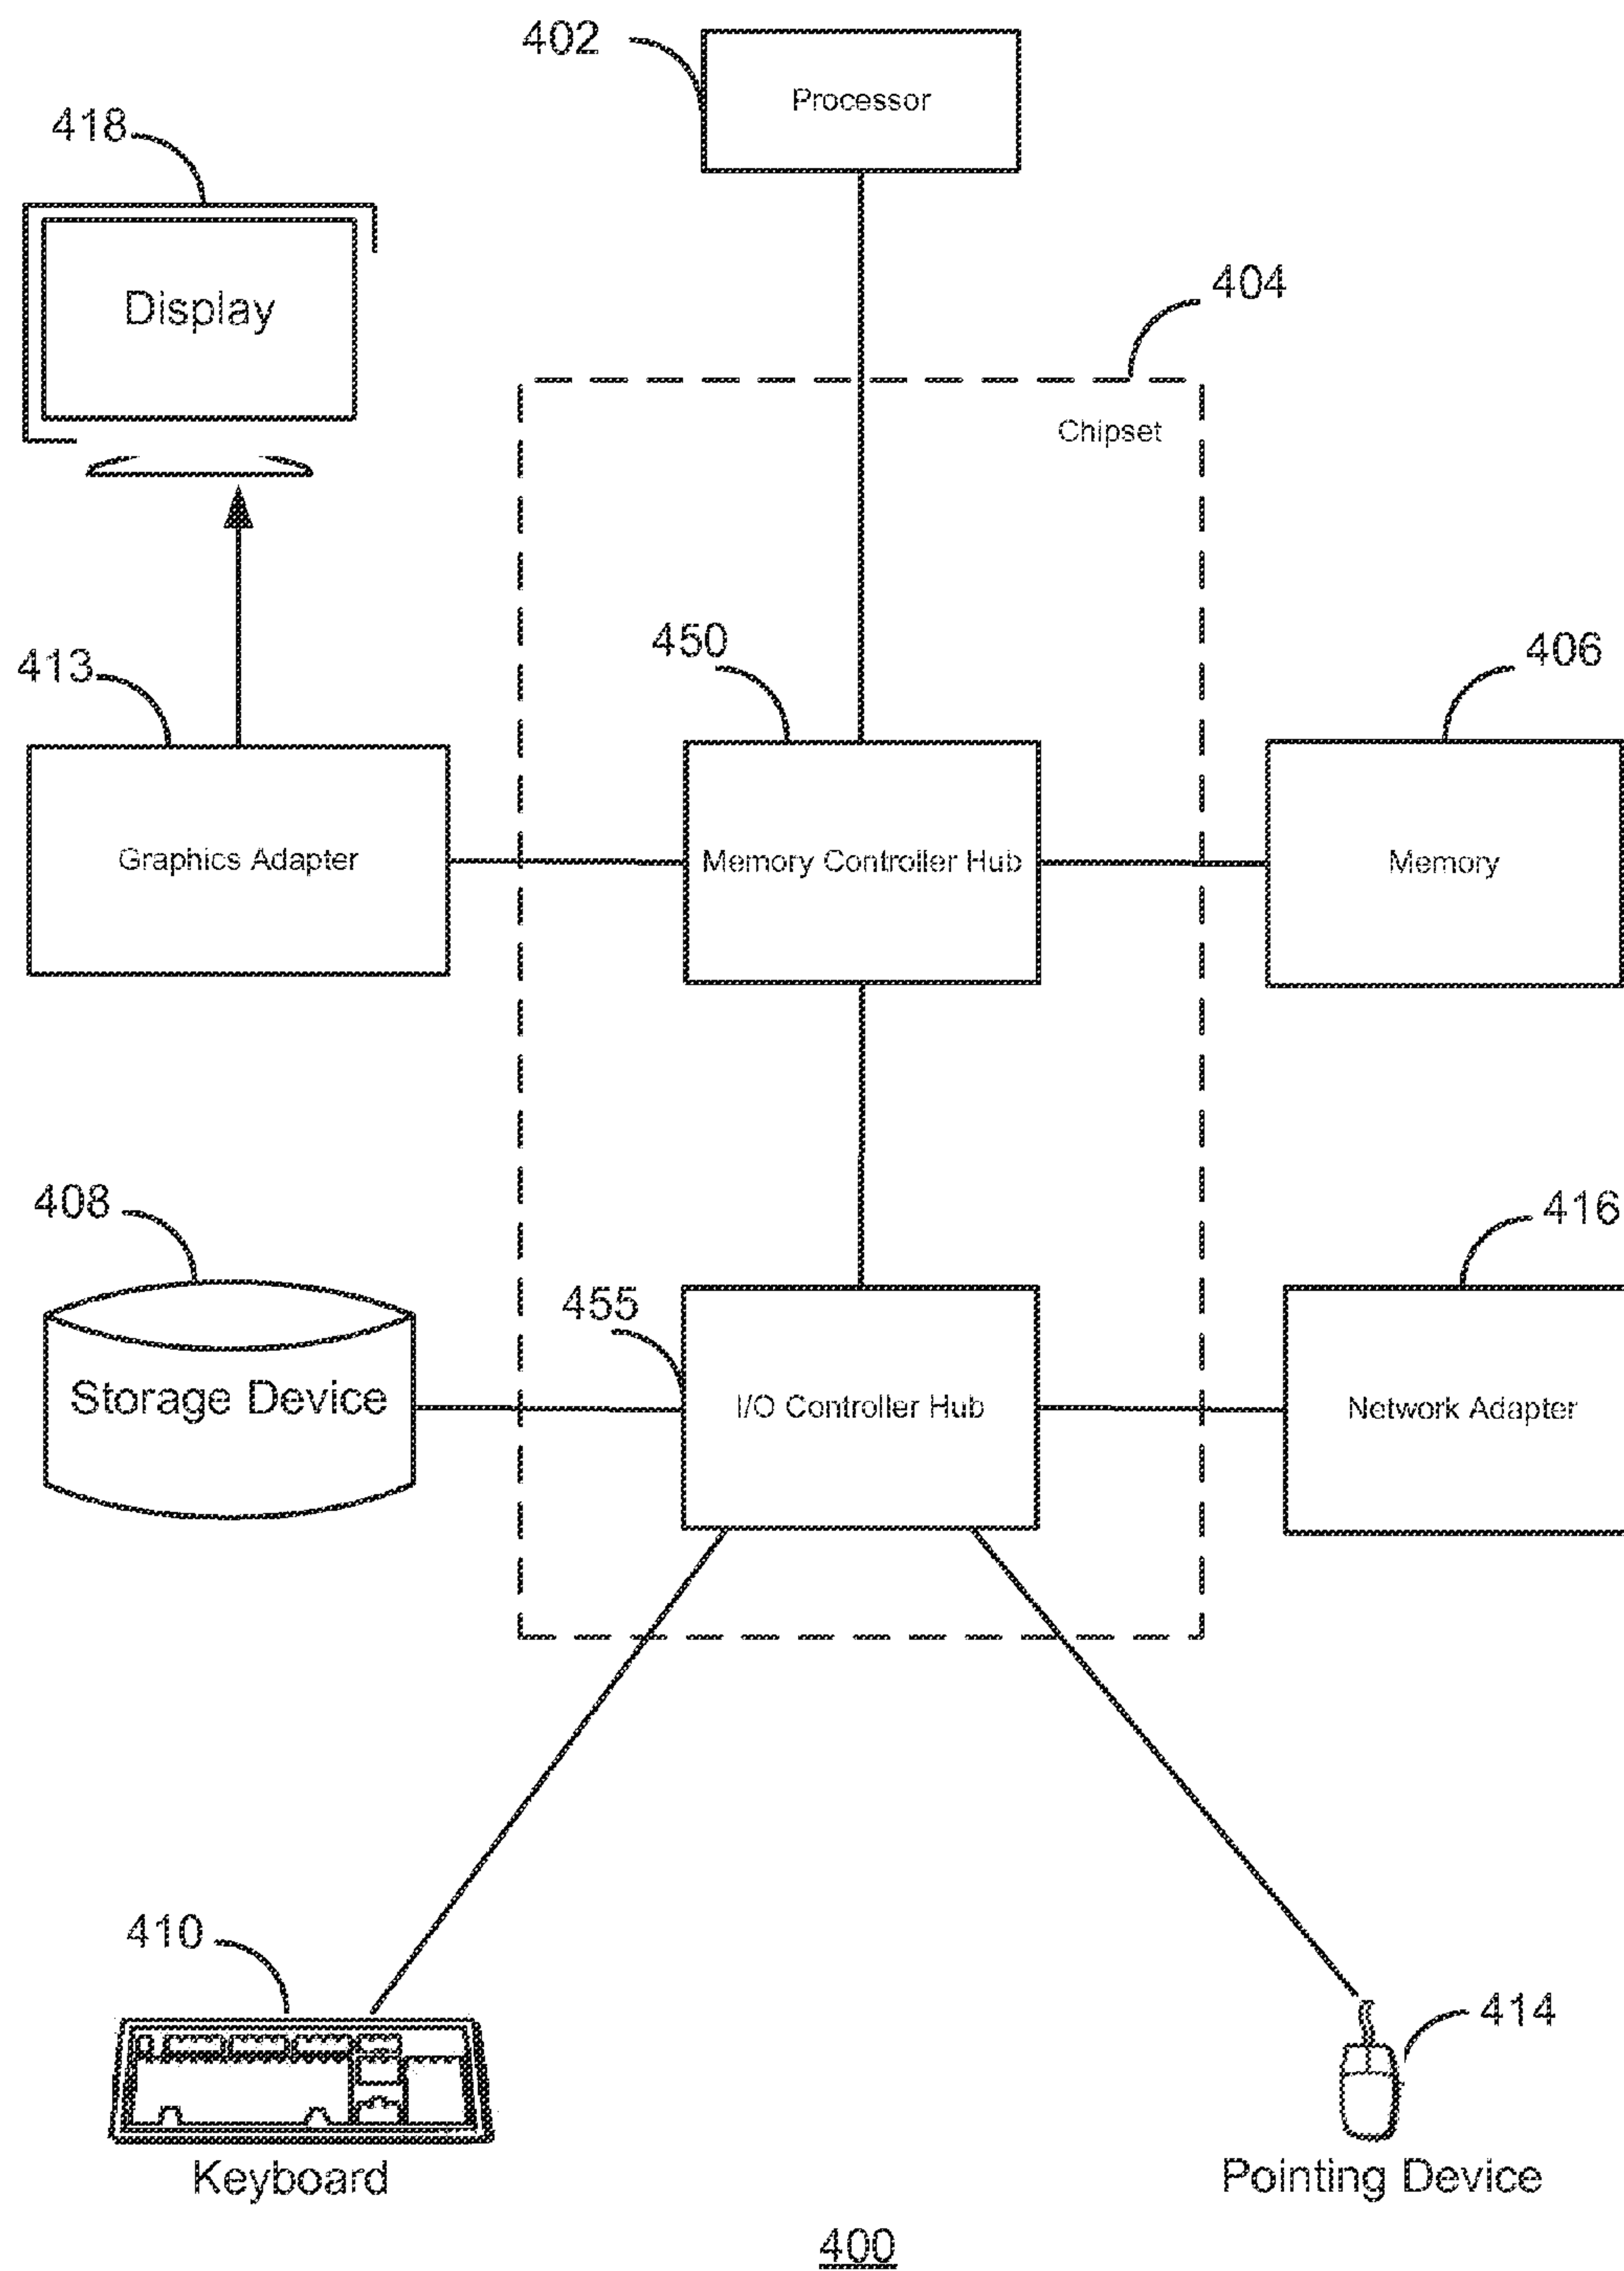 402
Processor
418
Display
404
Chipset
413
450
406
Graphics Adapter
Memory Controller Hub
Memory
408
455
416
Storage Device
I/O Controller Hub
Network Adapter
410
414
Keyboard
Pointing Device
400